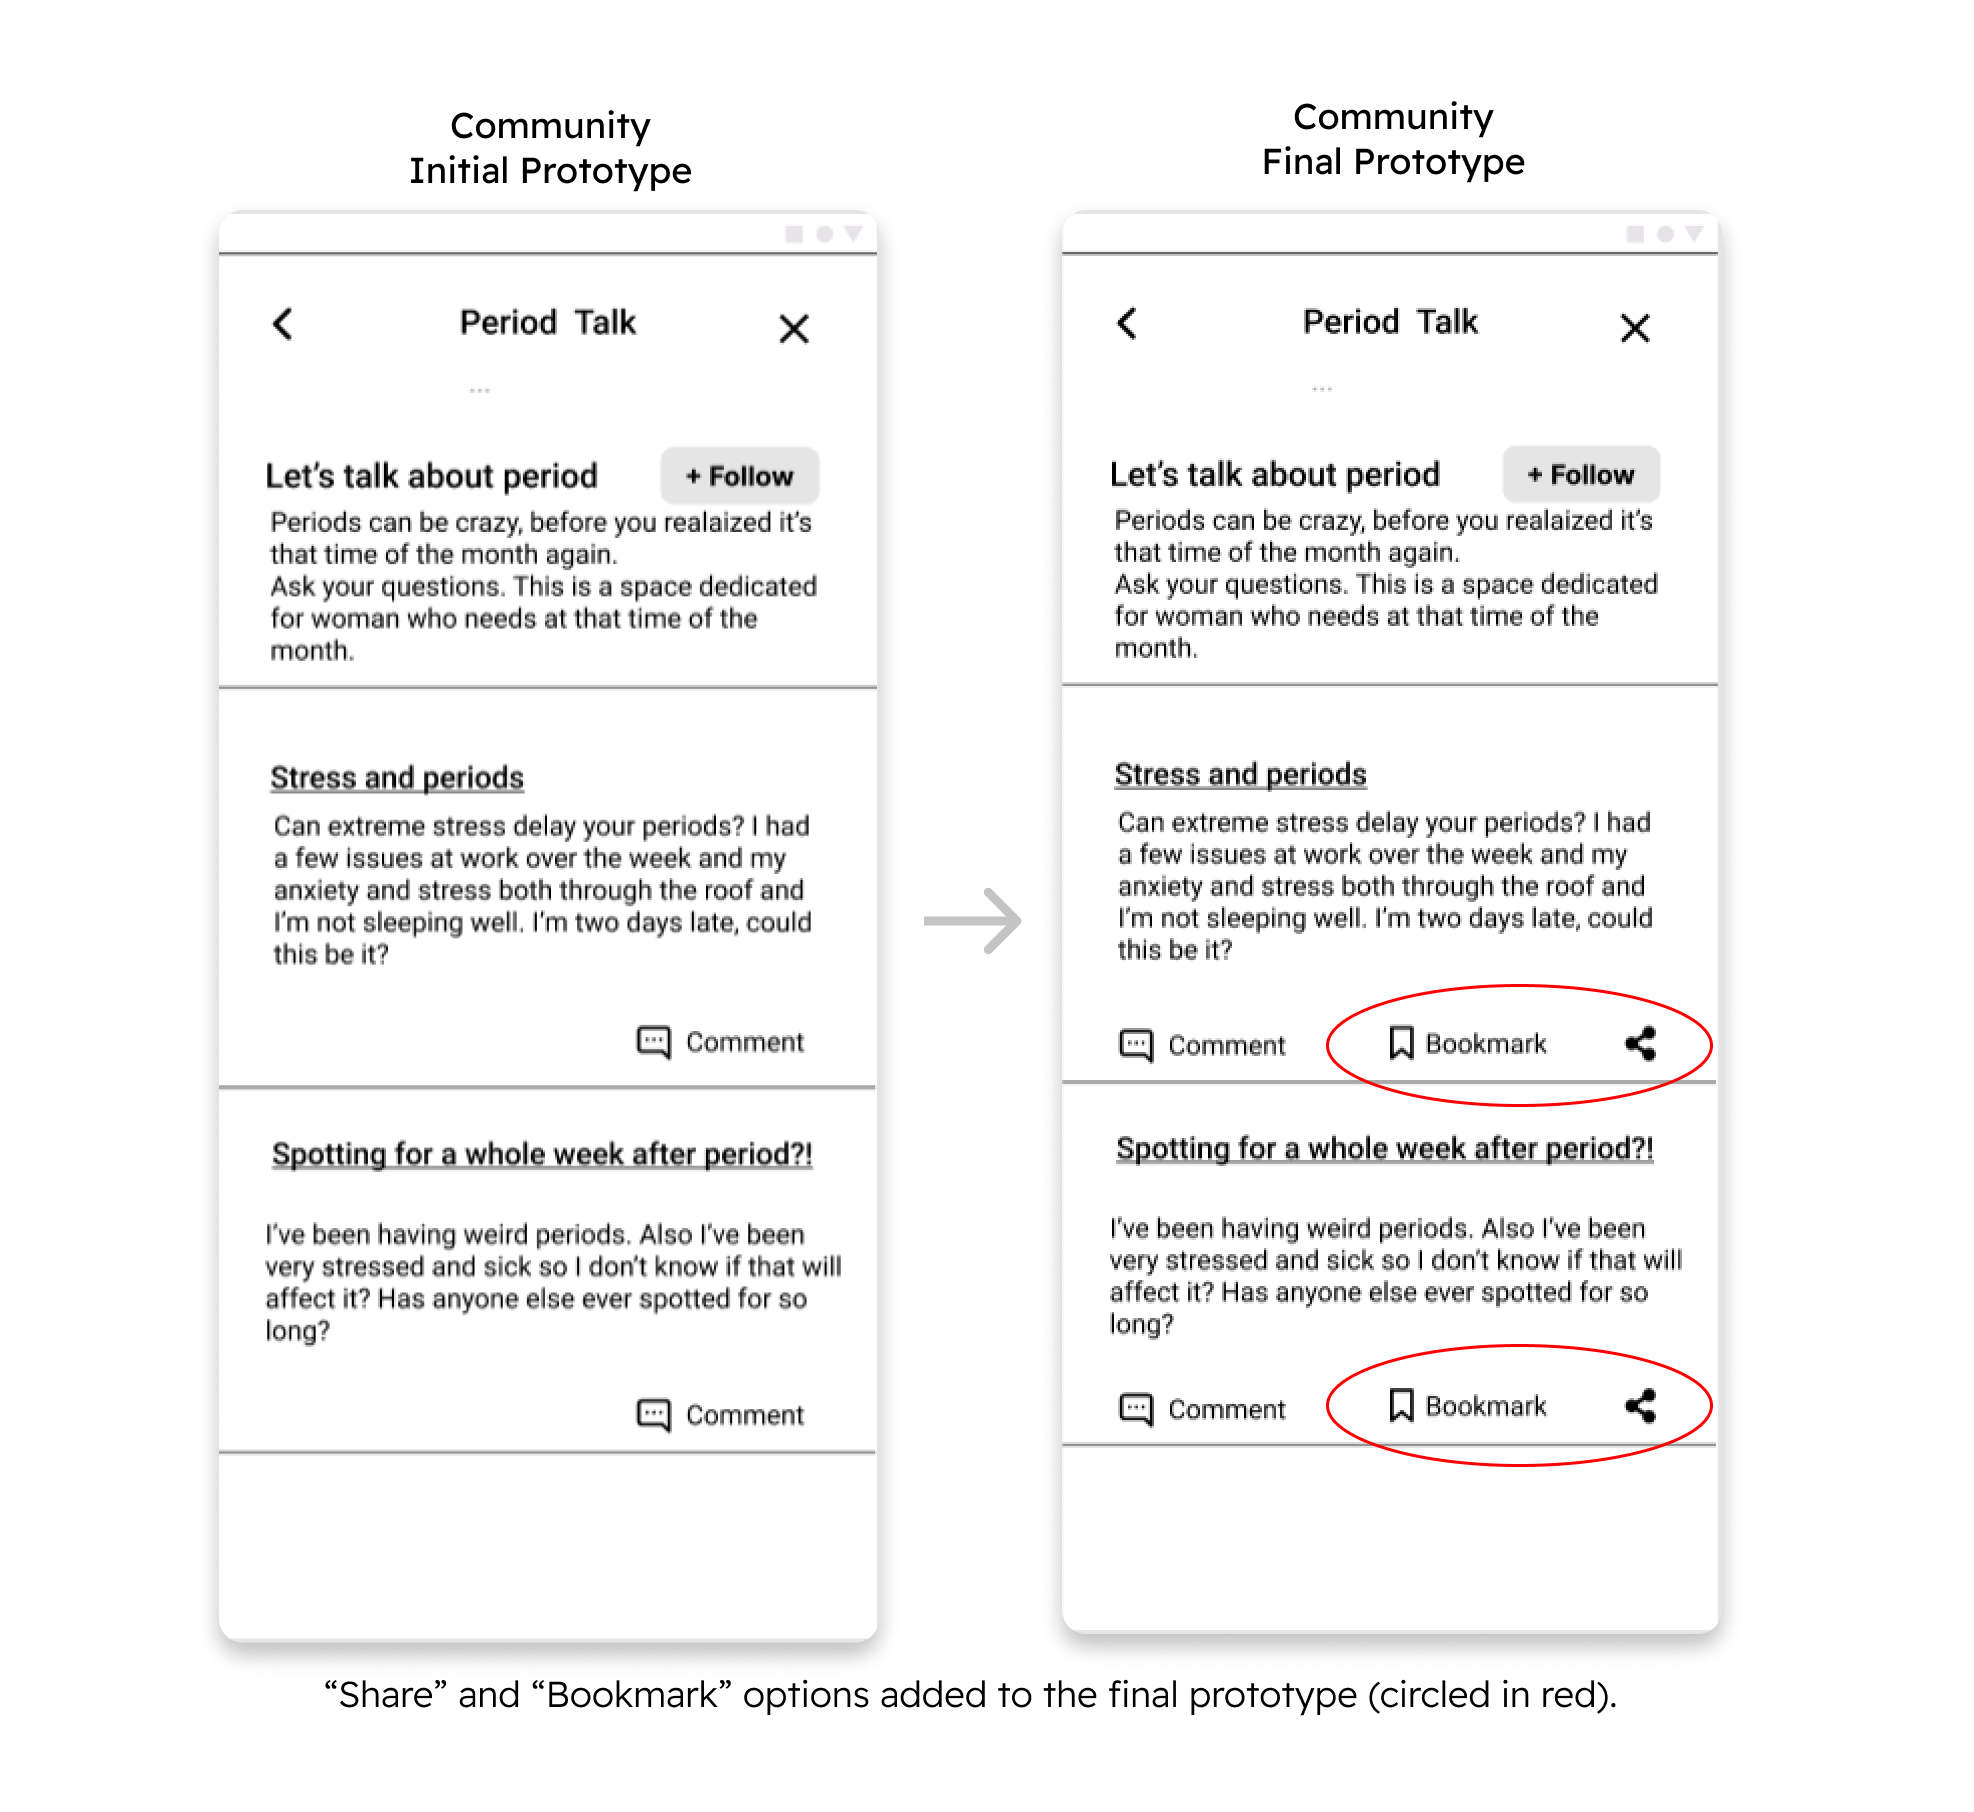 Community
Initial Prototype
Period Talk
...
Let's talk about period
+ Follow
Periods can be crazy, before you realaized it's
that time of the month again.
Ask your questions. This is a space dedicated
for woman who needs at that time of the
month.
Stress and periods
Can extreme stress delay your periods? I had
a few issues at work over the week and my
anxiety and stress both through the roof and
I'm not sleeping well. I'm two days late, could
this be it?
Comment
Spotting for a whole week after period?!
I've been having weird periods. Also I've been
very stressed and sick so I don't know if that will
affect it? Has anyone else ever spotted for so
long?
Comment
Community
Final Prototype
Period Talk
...
Let's talk about period
+ Follow
Periods can be crazy, before you realaized it's
that time of the month again.
Ask your questions. This is a space dedicated
for woman who needs at that time of the
month.
Stress and periods
Can extreme stress delay your periods? I had
a few issues at work over the week and my
anxiety and stress both through the roof and
I'm not sleeping well. I'm two days late, could
this be it?
Comment
Bookmark
Spotting for a whole week after period?!
I've been having weird periods. Also I've been
very stressed and sick so I don't know if that will
affect it? Has anyone else ever spotted for so
long?
Comment
Bookmark
“Share” and “Bookmark” options added to the final prototype (circled in red).